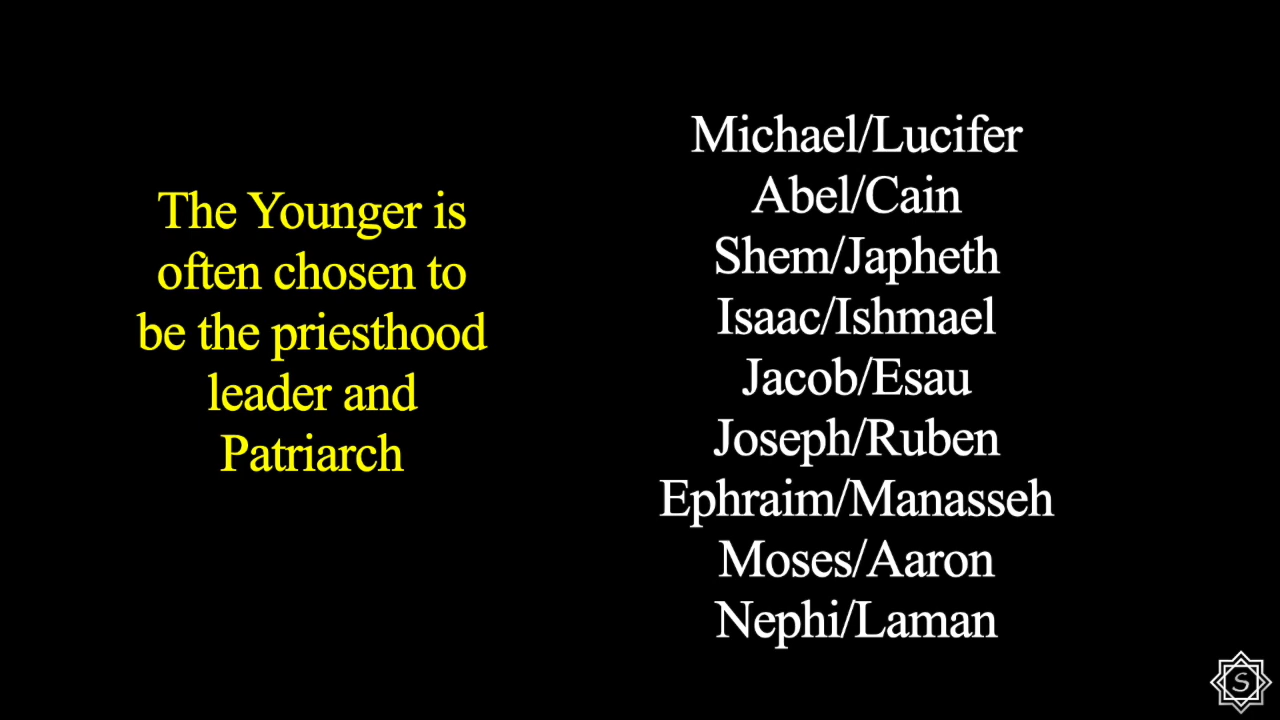 The Younger is
often chosen to
be the priesthood
leader and
Patriarch
Michael/Lucifer
Abel/Cain
Shem/Japheth
Isaac/Ishmael
Jacob/Esau
Joseph/Ruben
Ephraim/Manasseh
Moses/Aaron
Nephi/Laman
S